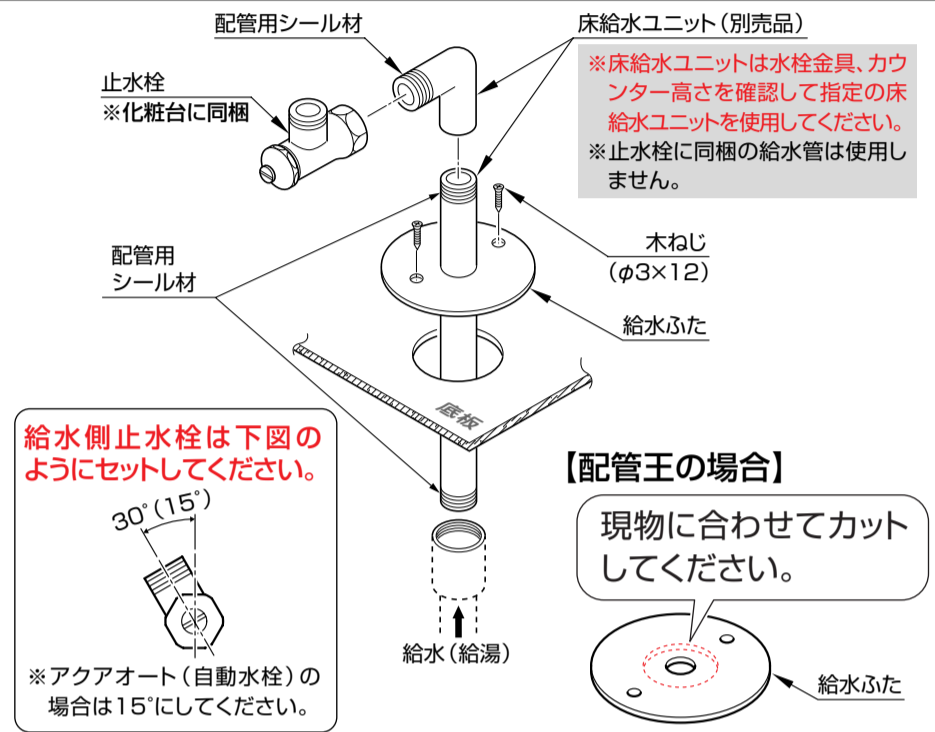 配管用シール材
床給水ユニット(別売品)
止水栓
※化粧台に同梱
※床給水ユニットは水栓金具、カウ
ンター高さを確認して指定の床
給水ユニットを使用してください。
※止水栓に同梱の給水管は使用し
ません。
木ねじ
(φ3×12)
配管用
シール材
給水ふた
底板
給水側止水栓は下図の
ようにセットしてください。
30°(15°)
※アクアオート(自動水栓)の
場合は15°にしてください。
給水(給湯)
【配管王の場合】
現物に合わせてカット
してください。
給水ふた